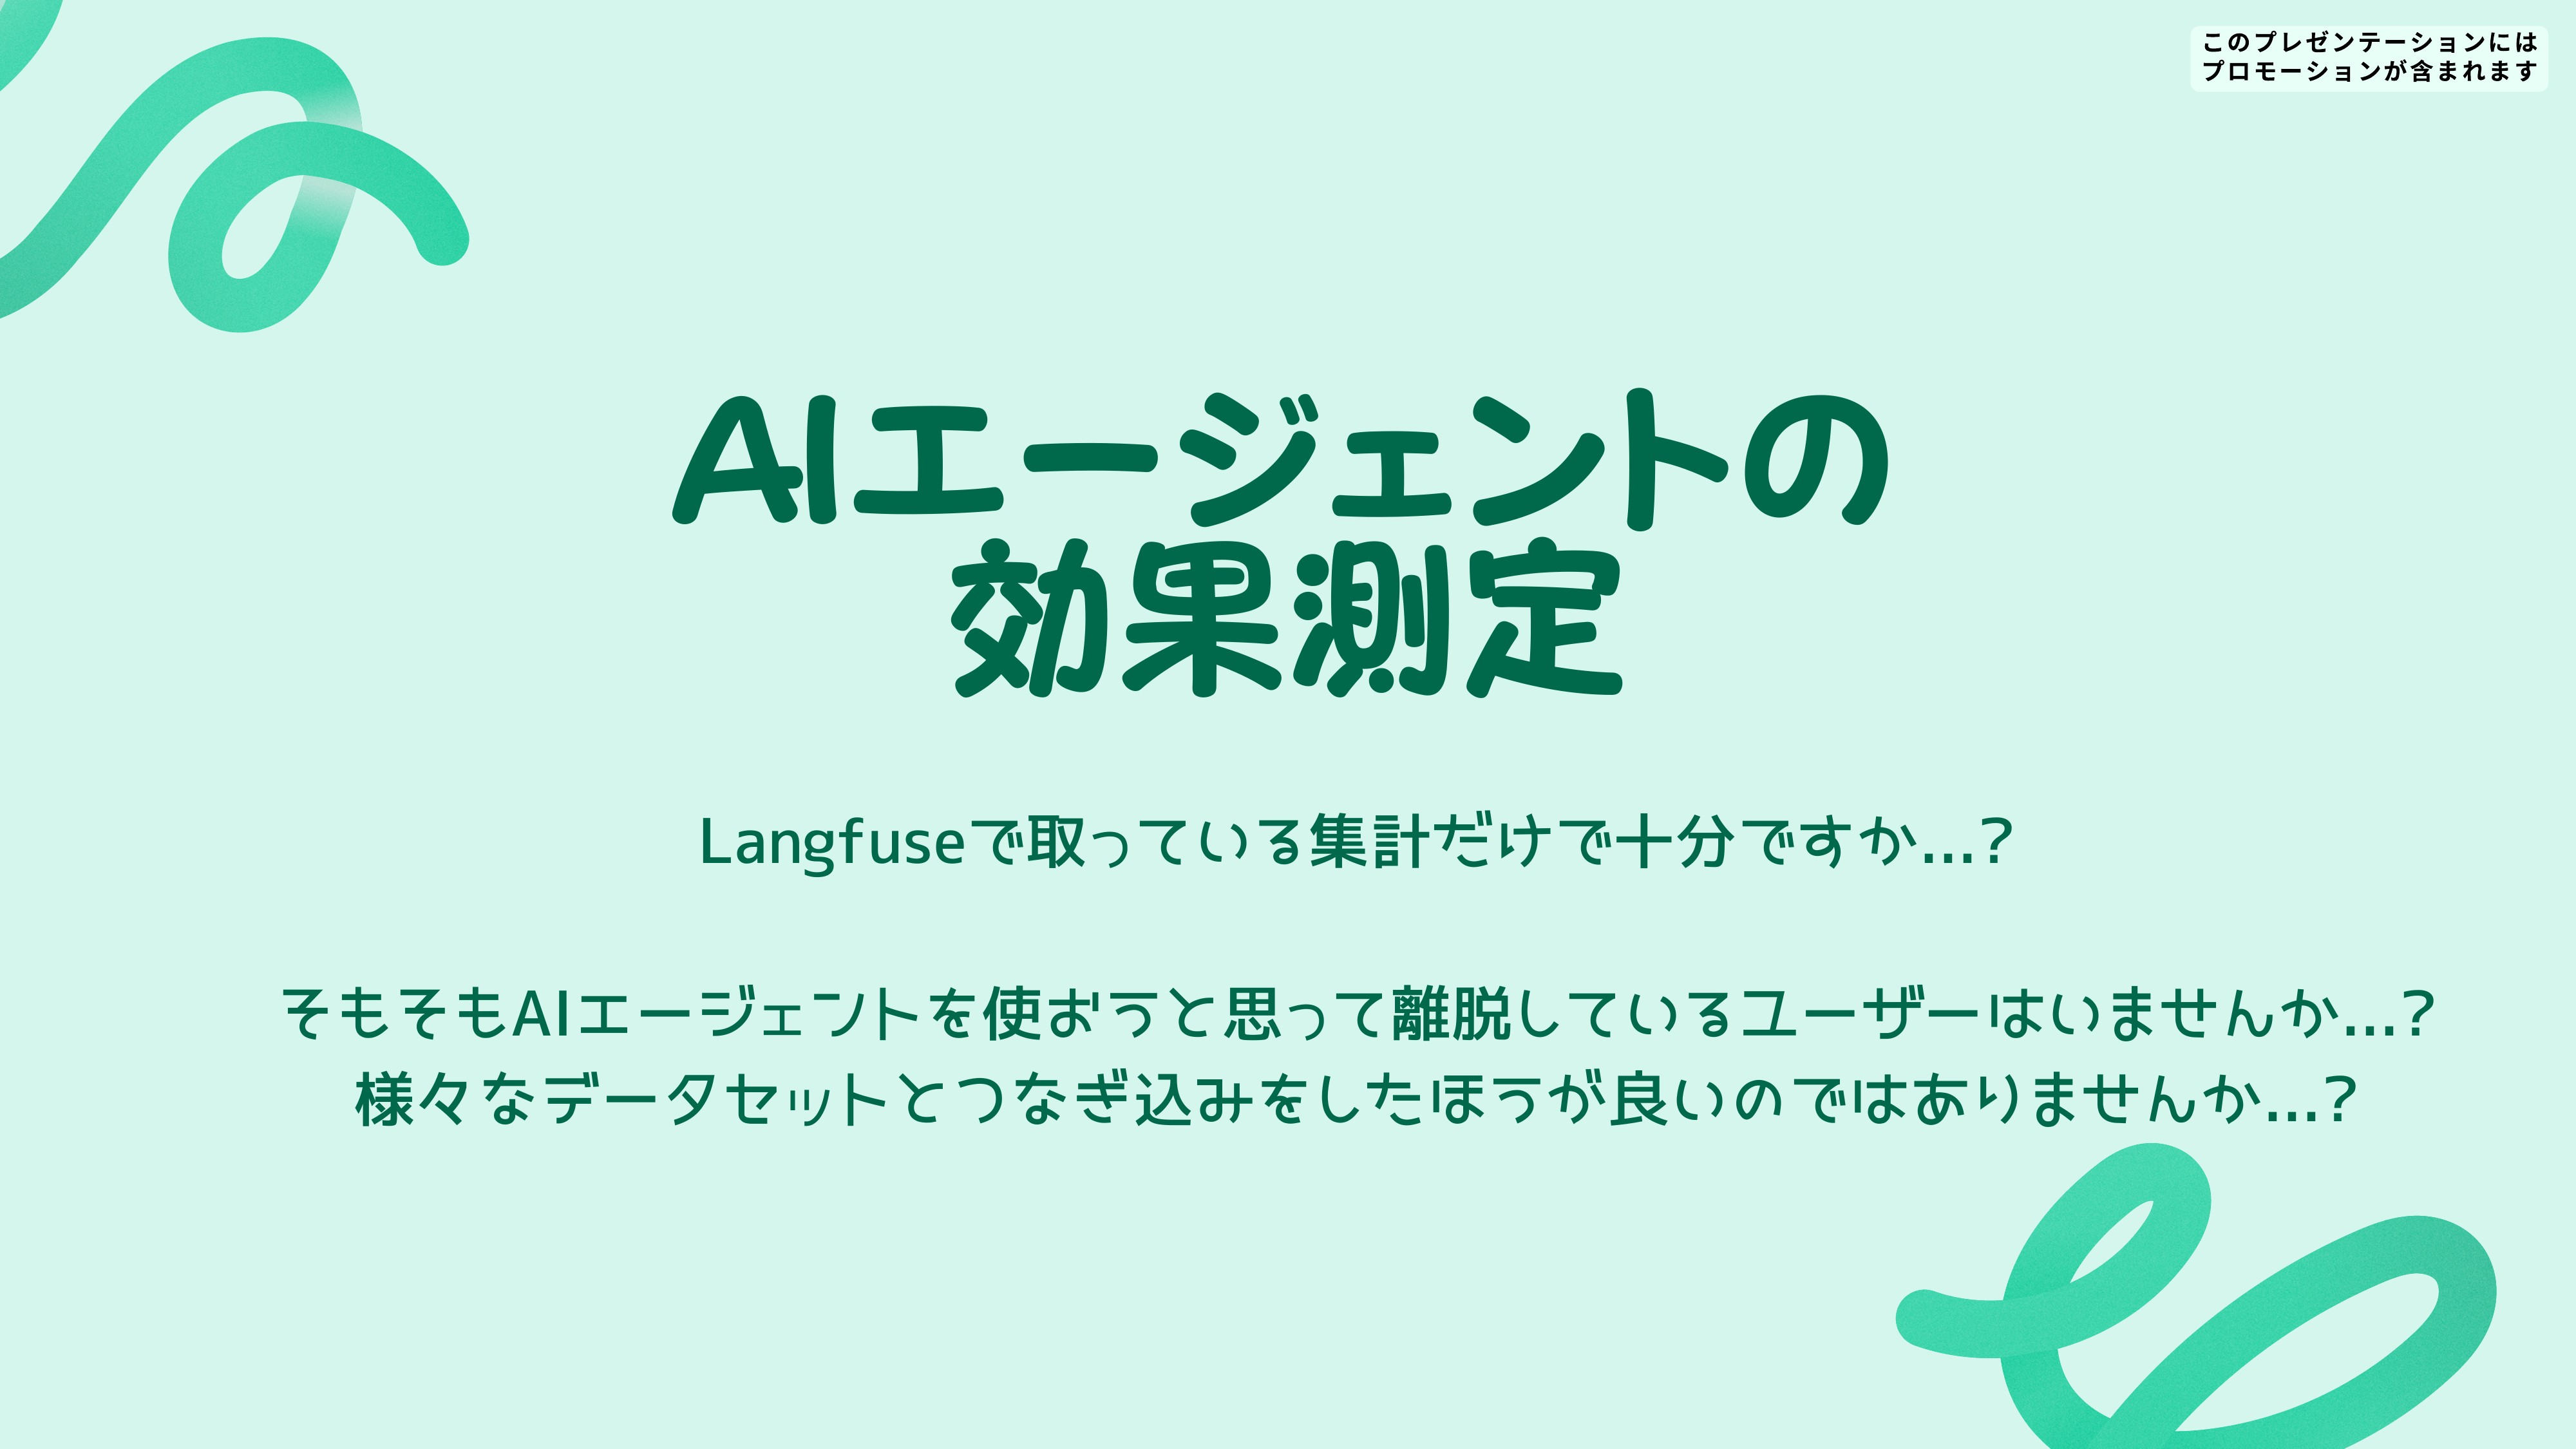 このプレゼンテーションには
プロモーションが含まれます
AIエージェントの
効果測定
Langfuseで取っている集計だけで十分ですか...?
そもそもAIエージェントを使おうと思って離脱しているユーザーはいませんか...?
様々なデータセットとつなぎ込みをしたほうが良いのではありませんか...?